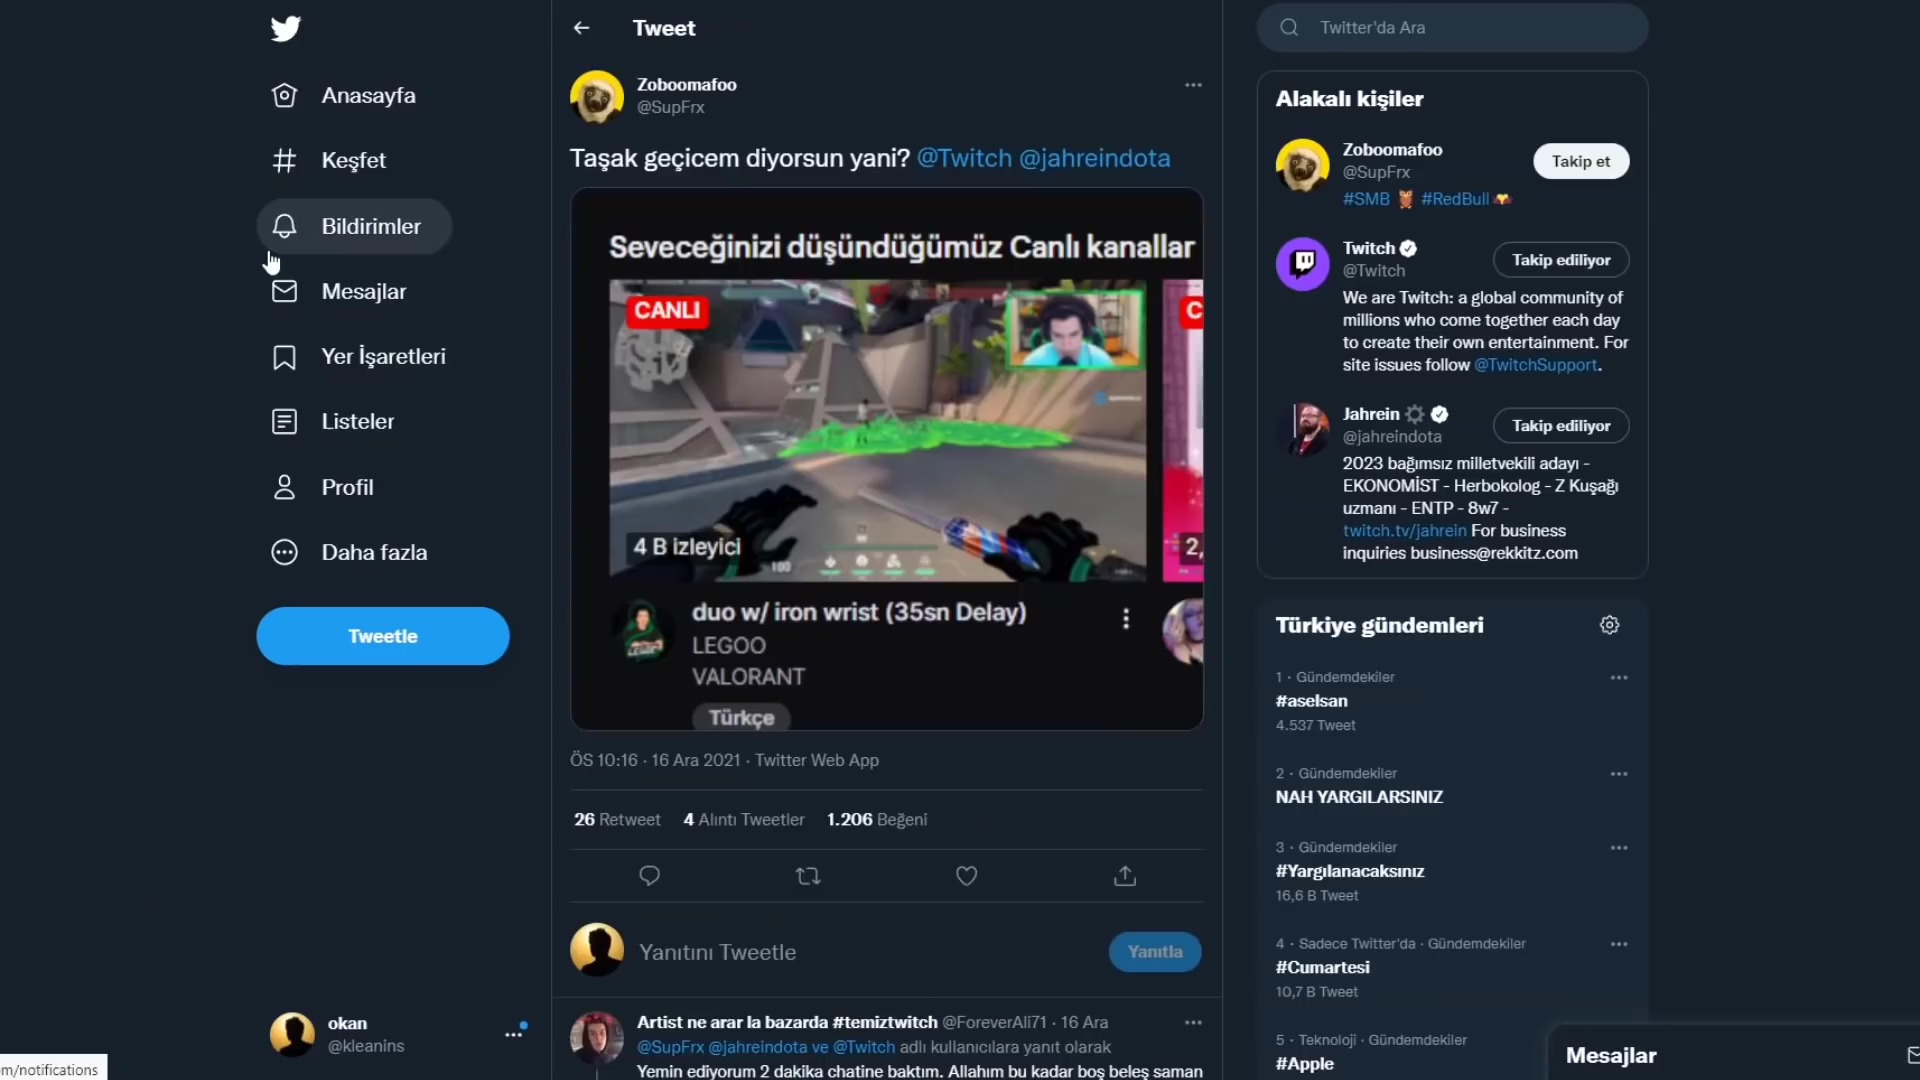 Anasayfa
Keşfet
Bildirimler
Mesajlar
Yer İşaretleri
Listeler
Profil
Daha fazla
Tweetle
okan
@kleanins
m/notifications
Tweet
Zoboomafoo
@SupFrx
Taşak geçicem diyorsun yani? @Twitch @jahreindota
Seveceğinizi düşündüğümüz Canlı kanallar
CANLI
C
4 B izleyici
100
2,
duo w/ iron wrist (35sn Delay)
LEGOO
VALORANT
Türkçe
ÖS 10:16 · 16 Ara 2021 · Twitter Web App
26 Retweet 4 Alıntı Tweetler 1.206 Beğeni
Yanıtını Tweetle
Yanıtla
Artist ne arar la bazarda #temiztwitch @ForeverAli71 · 16 Ara
@SupFrx @jahreindota ve @Twitch adlı kullanıcılara yanıt olarak
Yemin ediyorum 2 dakika chatine baktım. Allahım bu kadar boş beleş saman
Twitter'da Ara
Alakalı kişiler
Zoboomafoo
@SupFrx
Takip et
#SMB 🦉 #RedBull
Twitch
@Twitch
Takip ediliyor
We are Twitch: a global community of
millions who come together each day
to create their own entertainment. For
site issues follow @TwitchSupport.
Jahrein
@jahreindota
Takip ediliyor
2023 bağımsız milletvekili adayı -
EKONOMİST - Herbokolog - Z Kuşağı
uzmanı - ENTP - 8w7 -
twitch.tv/jahrein For business
inquiries business@rekkitz.com
Türkiye gündemleri
1 · Gündemdekiler
#aselsan
4.537 Tweet
2 · Gündemdekiler
NAH YARGILARSINIZ
3 · Gündemdekiler
#Yargılanacaksınız
16,6 B Tweet
4 · Sadece Twitter'da · Gündemdekiler
#Cumartesi
10,7 B Tweet
5 · Teknoloji · Gündemdekiler
#Apple
Mesajlar